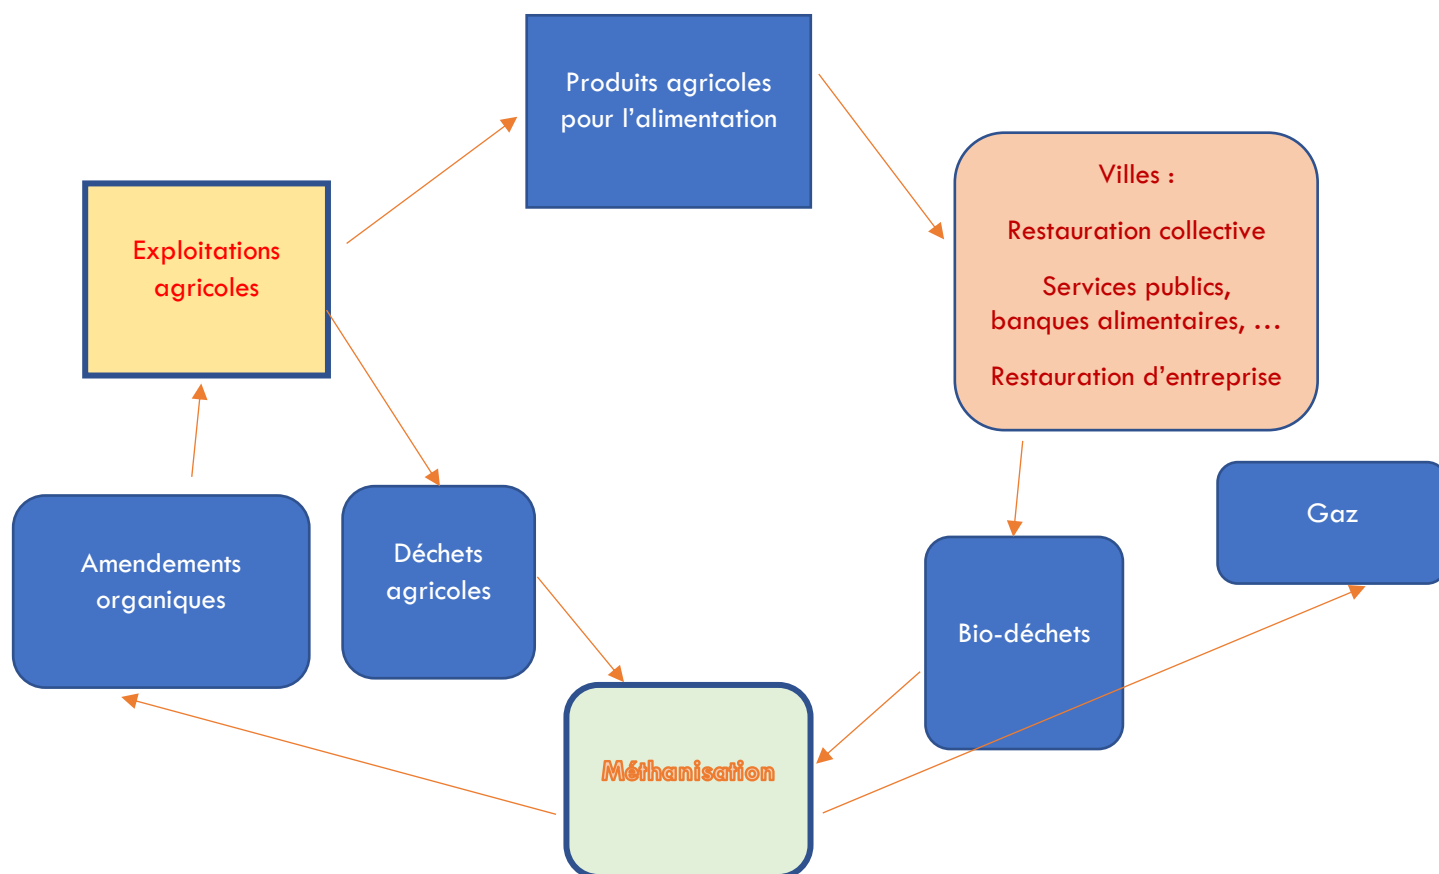 Produits agricoles
pour l’alimentation
Villes :
Restauration collective
Services publics,
banques alimentaires, …
Restauration d’entreprise
Exploitations
agricoles
Amendements
organiques
Déchets
agricoles
Bio-déchets
Gaz
Méthanisation